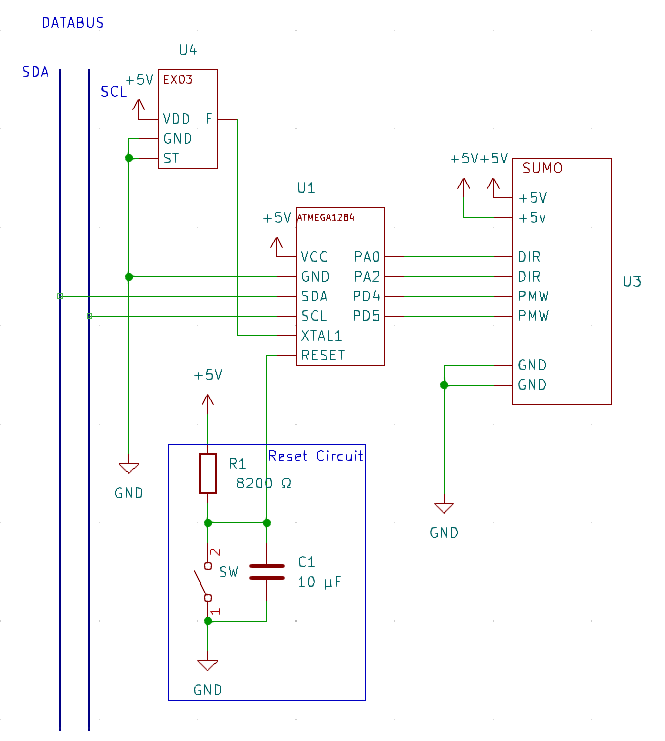 DATABUS
SDA
SCL
U4
+5V
EXO3
VDD
F
GND
ST
U1
+5V
ATMEGA1284
VCC
PA0
GND
PA2
SDA
PD4
SCL
PD5
XTAL1
RESET
+5V
+5V
SUMO
+5V
+5v
DIR
DIR
U3
PMW
PMW
GND
GND
GND
GND
+5V
Reset Circuit
R1
8200 Ω
2
SW
C1
10 µF
1
GND